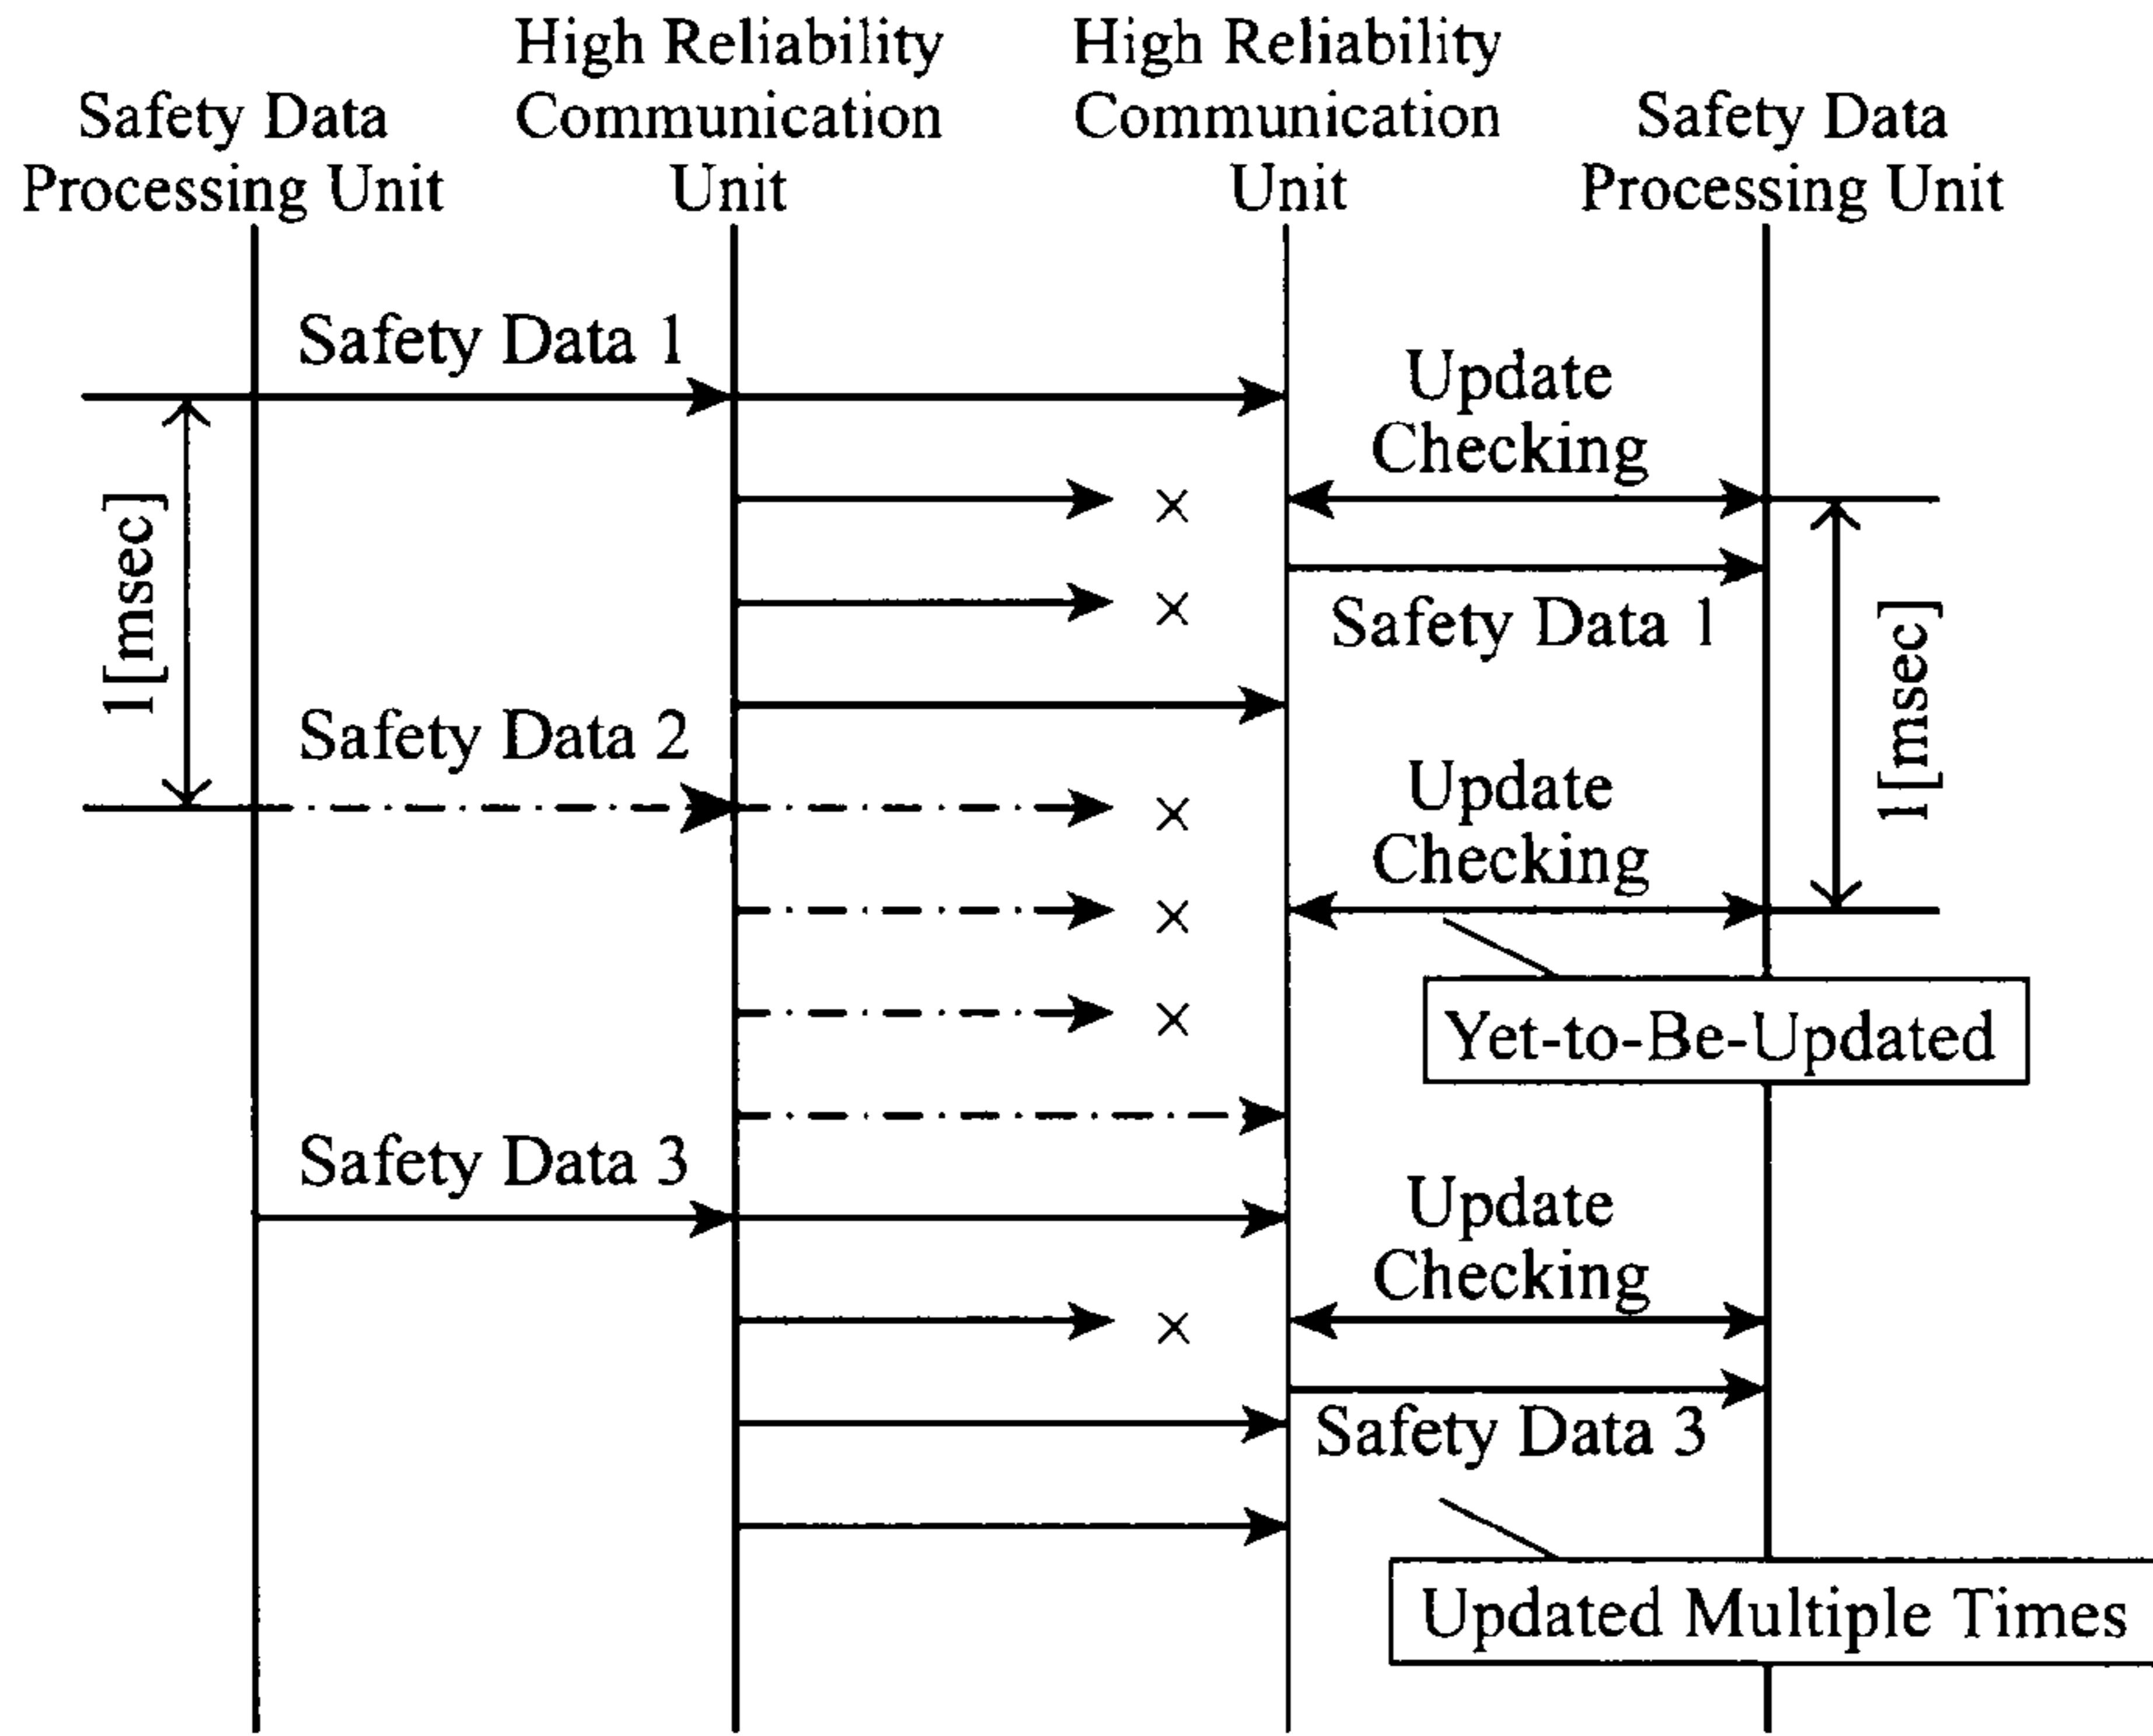 High Reliability
Communication
Unit
High Reliability
Communication
Unit
Safety Data
Processing Unit
Safety Data
Processing Unit
Safety Data 1
Update
Checking
×
1[msec]
×
Safety Data 1
1[msec]
Safety Data 2
Update
Checking
×
×
Yet-to-Be-Updated
×
Safety Data 3
Update
Checking
×
Safety Data 3
Updated Multiple Times